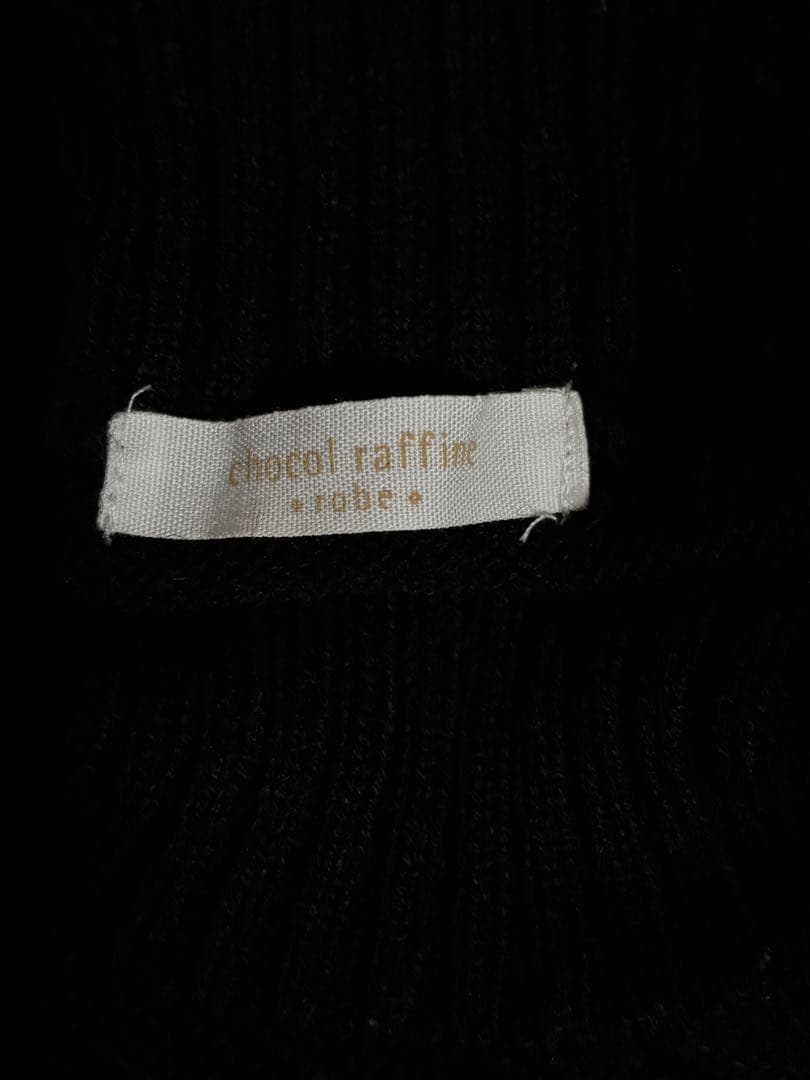 chocol raffine
• robe •